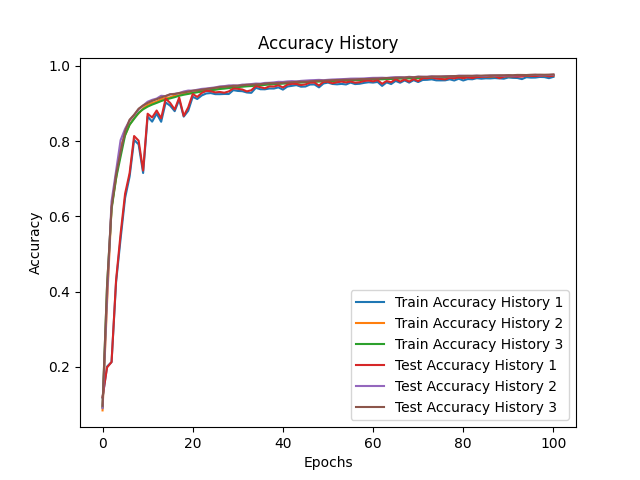 Accuracy History
1.0
0.8
0.6
0.4
0.2
Accuracy
Train Accuracy History 1
Train Accuracy History 2
Train Accuracy History 3
Test Accuracy History 1
Test Accuracy History 2
Test Accuracy History 3
0 20 40 60 80 100
Epochs